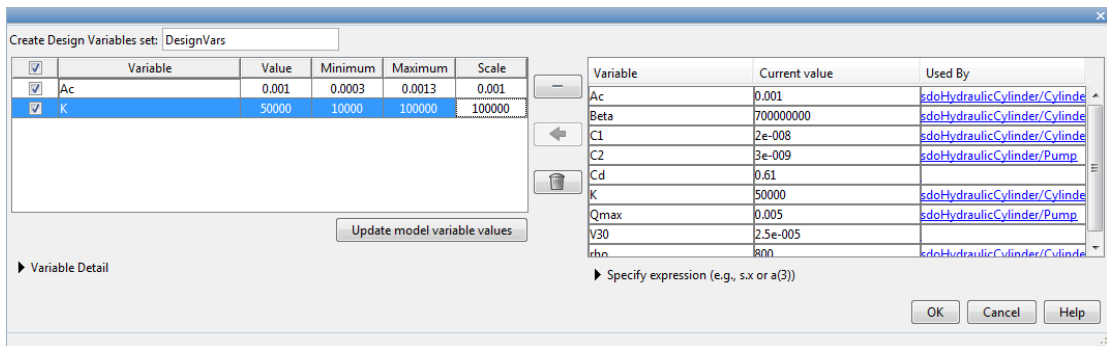 Create Design Variables set: DesignVars
Variable Value Minimum Maximum Scale
Ac 0.001 0.0003 0.0013 0.001
K 50000 10000 100000 100000
Update model variable values
Variable Detail
Variable Current value Used By
Ac 0.001 sdoHydraulicCylinder/Cylinde
Beta 700000000 sdoHydraulicCylinder/Cylinde
C1 2e-008 sdoHydraulicCylinder/Cylinde
C2 3e-009 sdoHydraulicCylinder/Pump
Cd 0.61
K 50000 sdoHydraulicCylinder/Cylinde
Qmax 0.005 sdoHydraulicCylinder/Pump
V30 2.5e-005
rho 800 sdoHydraulicCylinder/Cylinde
Specify expression (e.g., s.x or a(3))
OK Cancel Help